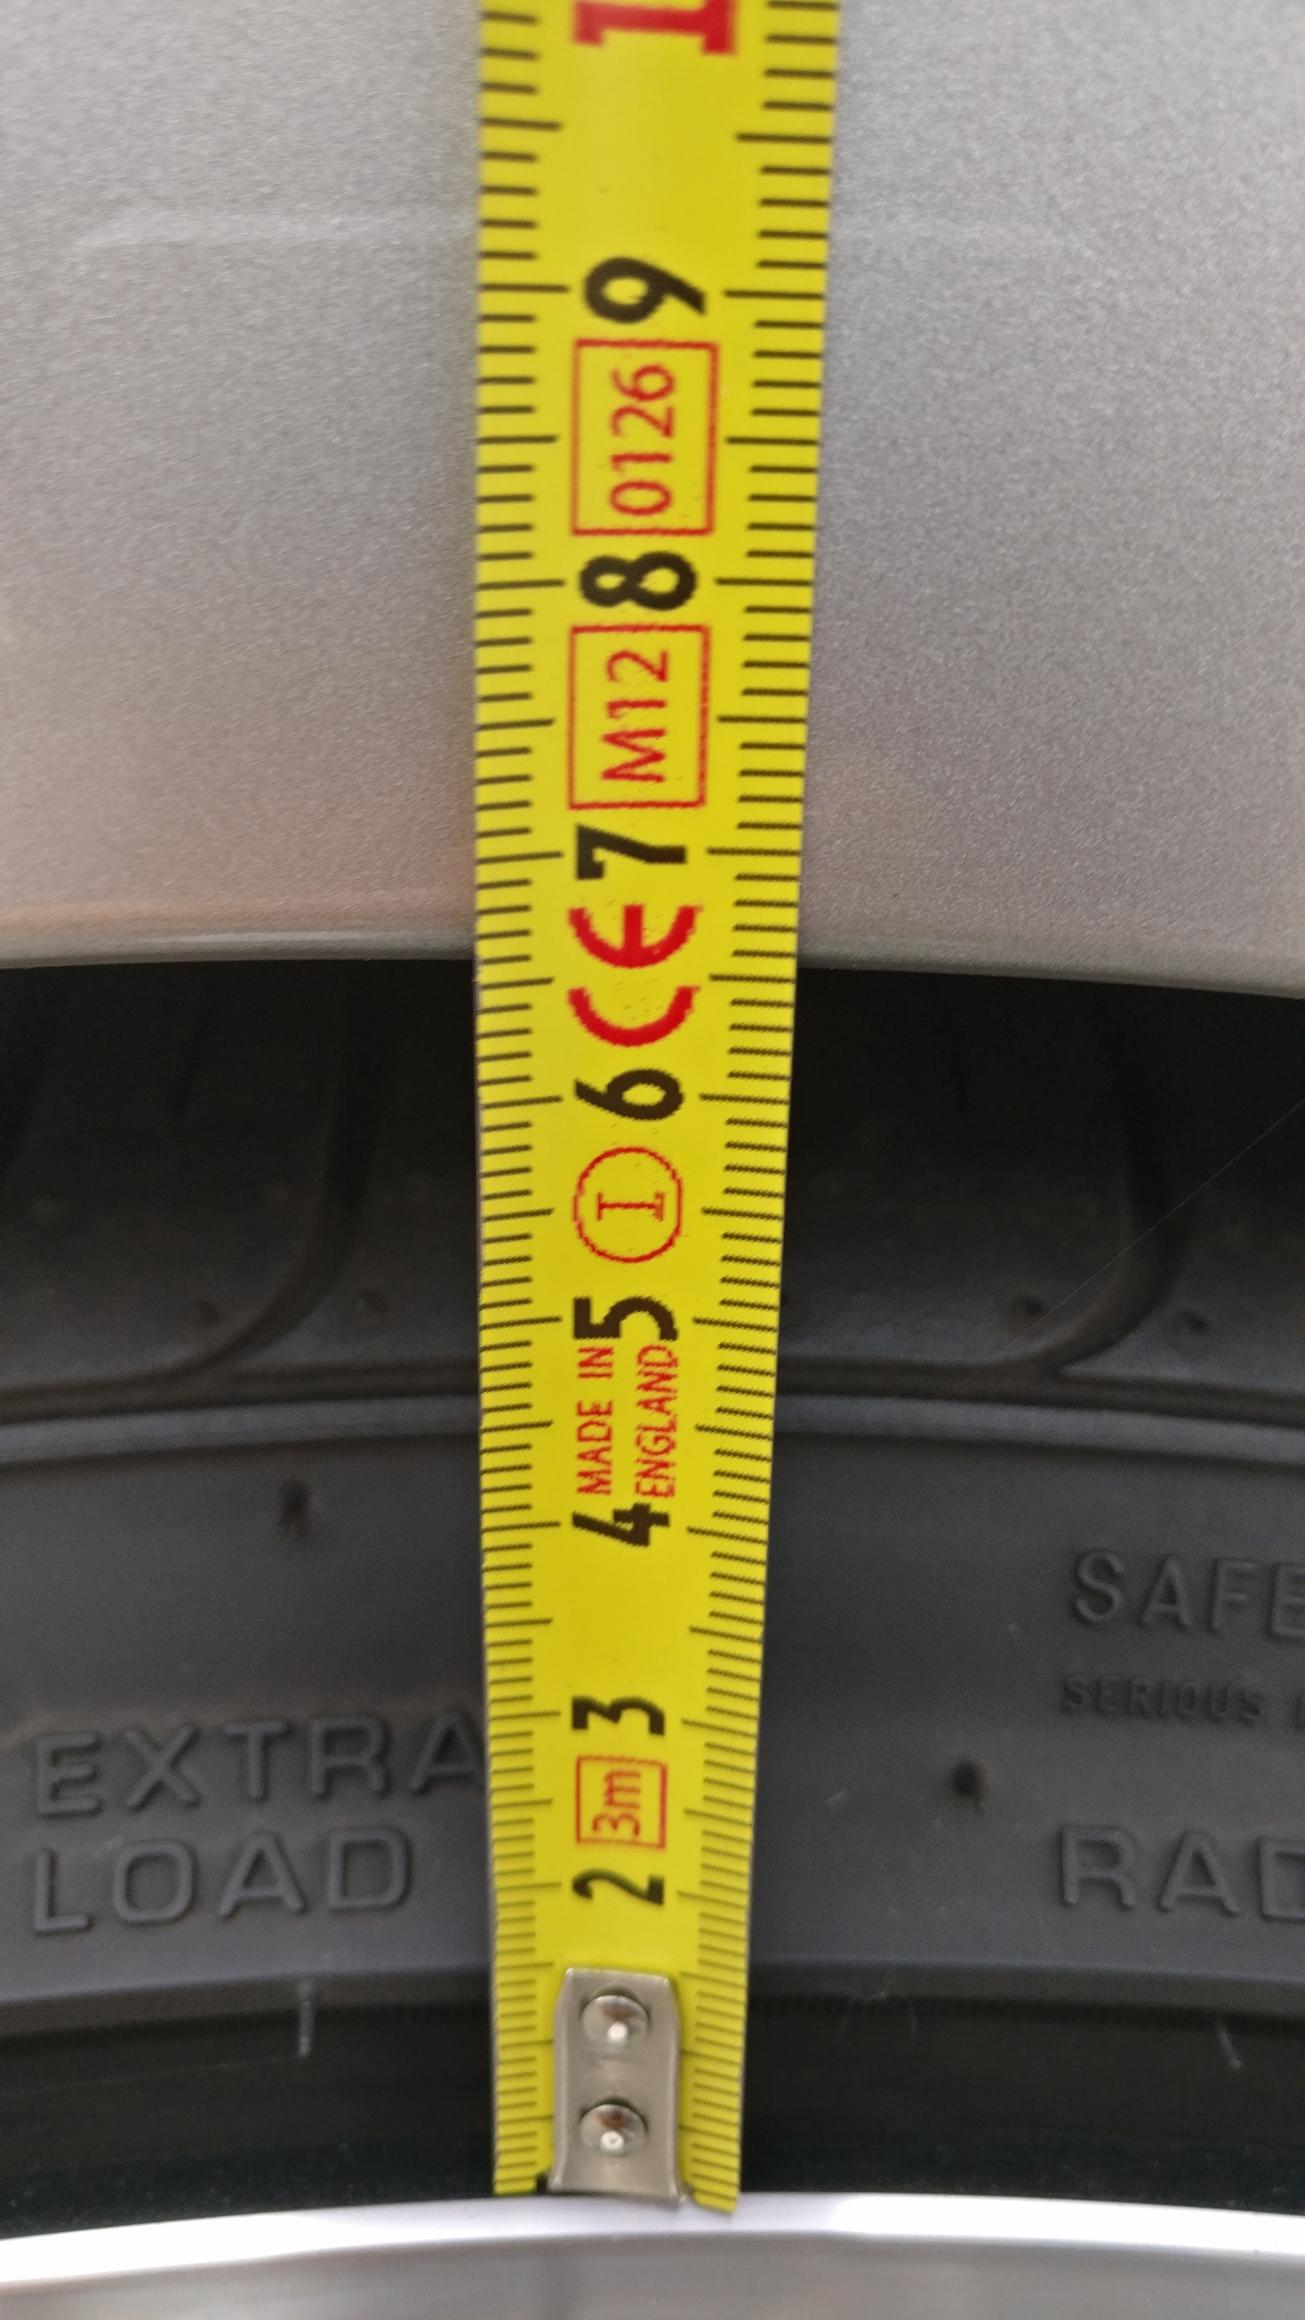 9
0126
8
M12
7
CE
6
I
5
MADE IN
ENGLAND
4
3
3m
2
EXTRA
LOAD
SAFE
SERIOUS
RAD